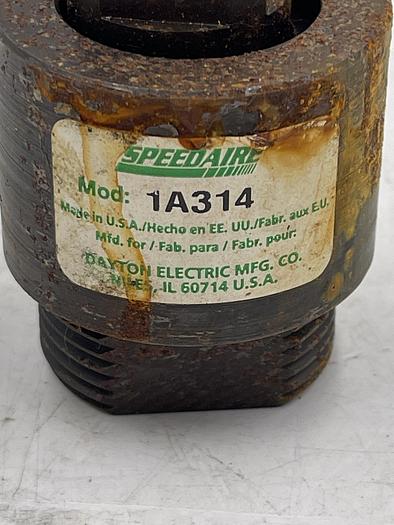 SPEEDAIRE
Mod: 1A314
Made in U.S.A./Hecho en EE. UU./Fabr. aux E.U.
Mfd. for / Fab. para / Fabr. pour:
DAYTON ELECTRIC MFG. CO.
NILES, IL 60714 U.S.A.